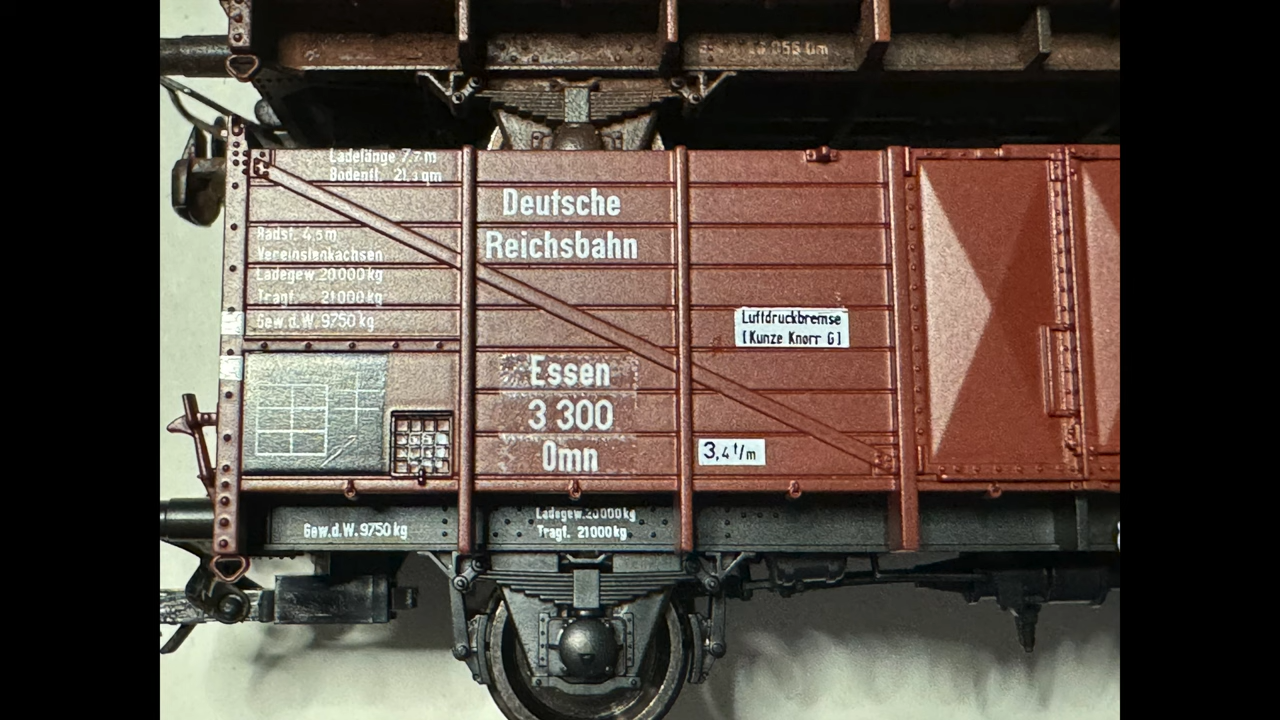 Ladelänge 7,7 m
Bodenfl. 21,3 qm
Deutsche
Reichsbahn
Radst. 4,5 m
Vereinslenkachsen
Ladegew. 20000 kg
Tragf. 21000 kg
Gew.d.W. 9750 kg
Luftdruckbremse
[Kunze Knorr G]
Essen
3 300
Omn
3,4 t/m
Gew.d.W. 9750 kg
Ladegew. 20000 kg
Tragf. 21000 kg